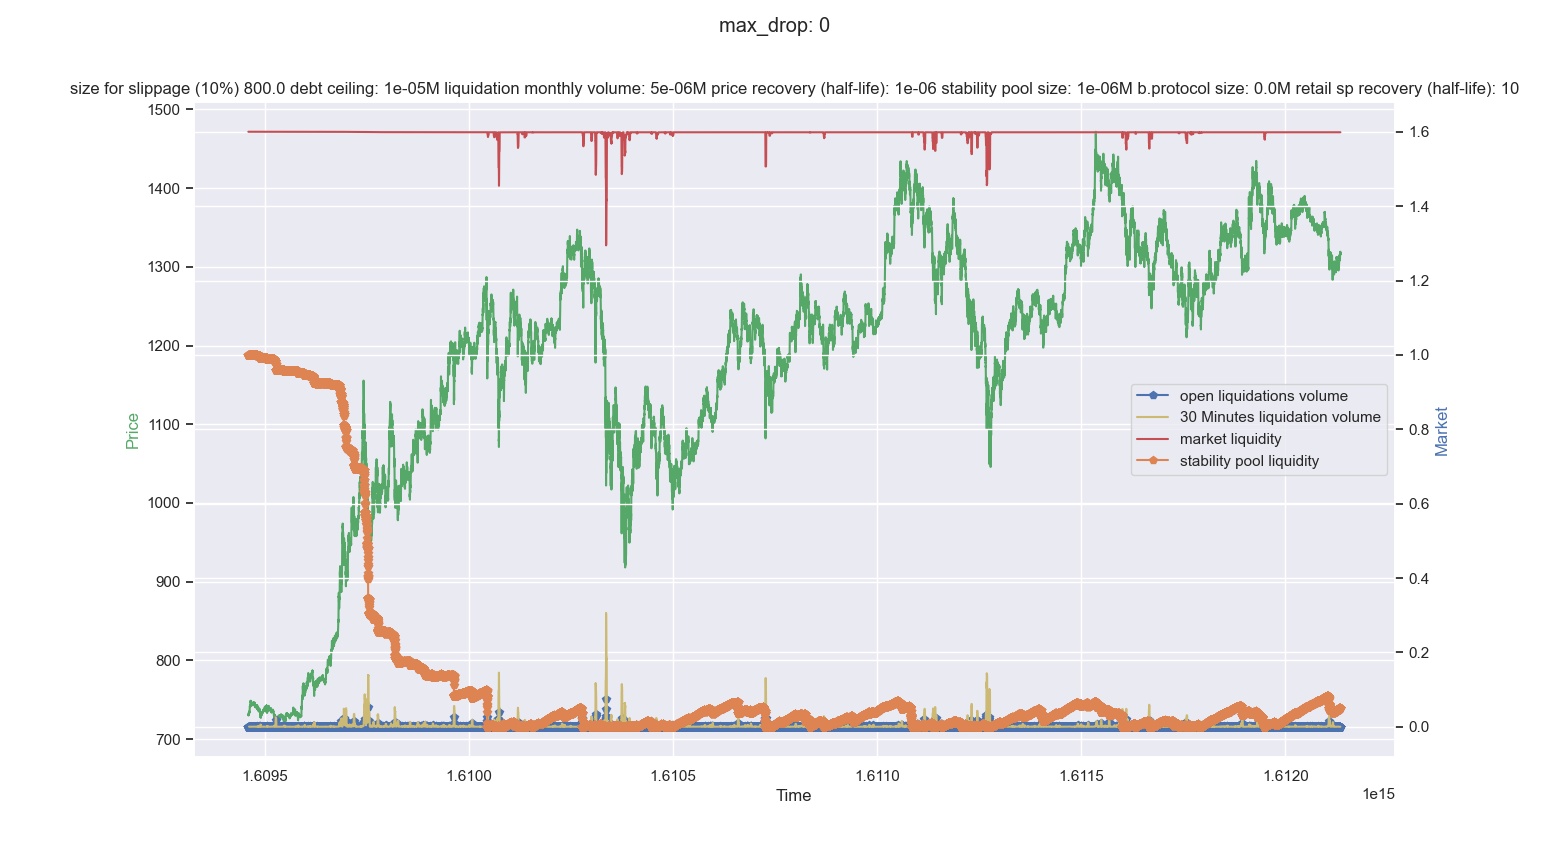 max_drop: 0
size for slippage (10%) 800.0 debt ceiling: 1e-05M liquidation monthly volume: 5e-06M price recovery (half-life): 1e-06 stability pool size: 1e-06M b.protocol size: 0.0M retail sp recovery (half-life): 10
1500
1400
1300
1200
1100
1000
900
800
700
Price
1.6
1.4
1.2
1.0
0.8
0.6
0.4
0.2
0.0
Market
open liquidations volume
30 Minutes liquidation volume
market liquidity
stability pool liquidity
1.6095 1.6100 1.6105 1.6110 1.6115 1.6120
Time
1e15